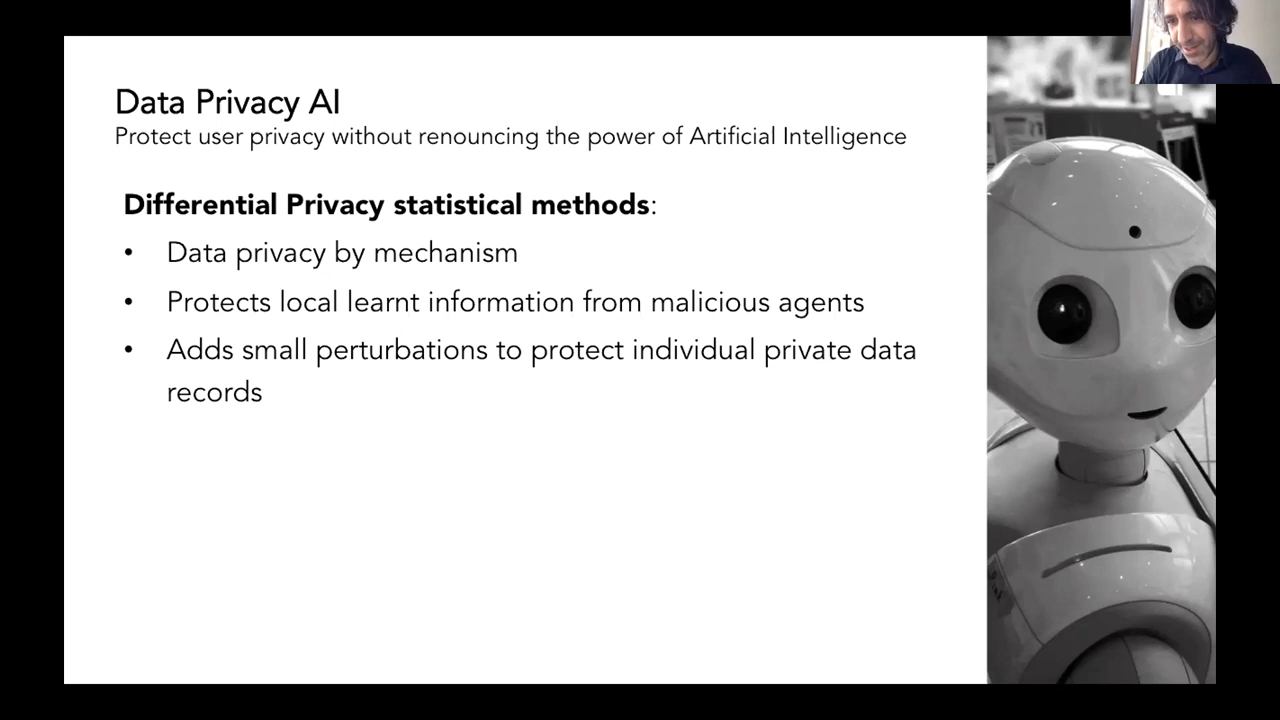 Data Privacy AI
Protect user privacy without renouncing the power of Artificial Intelligence
Differential Privacy statistical methods:
• Data privacy by mechanism
• Protects local learnt information from malicious agents
• Adds small perturbations to protect individual private data
records